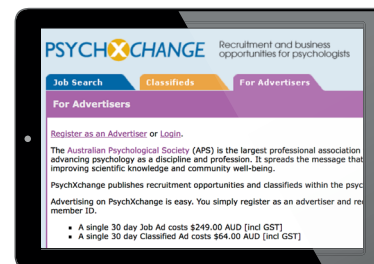 PSYCHXCHANGE
Recruitment and business
opportunities for psychologists
Job Search
Classifieds
For Advertisers
For Advertisers
Register as an Advertiser or Login.
The Australian Psychological Society (APS) is the largest professional association
advancing psychology as a discipline and profession. It spreads the message that
improving scientific knowledge and community well-being.
PsychXchange publishes recruitment opportunities and classifieds within the psyc
Advertising on PsychXchange is easy. You simply register as an advertiser and re
member ID.
A single 30 day Job Ad costs $249.00 AUD [incl GST]
A single 30 day Classified Ad costs $64.00 AUD [incl GST]